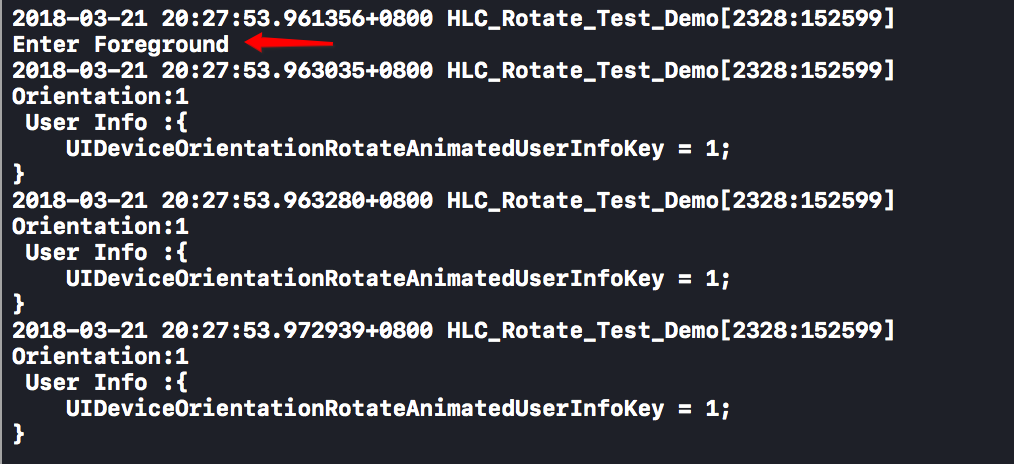 2018-03-21 20:27:53.961356+0800 HLC_Rotate_Test_Demo[2328:152599]
Enter Foreground
2018-03-21 20:27:53.963035+0800 HLC_Rotate_Test_Demo[2328:152599]
Orientation:1
 User Info :{
    UIDeviceOrientationRotateAnimatedUserInfoKey = 1;
}
2018-03-21 20:27:53.963280+0800 HLC_Rotate_Test_Demo[2328:152599]
Orientation:1
 User Info :{
    UIDeviceOrientationRotateAnimatedUserInfoKey = 1;
}
2018-03-21 20:27:53.972939+0800 HLC_Rotate_Test_Demo[2328:152599]
Orientation:1
 User Info :{
    UIDeviceOrientationRotateAnimatedUserInfoKey = 1;
}